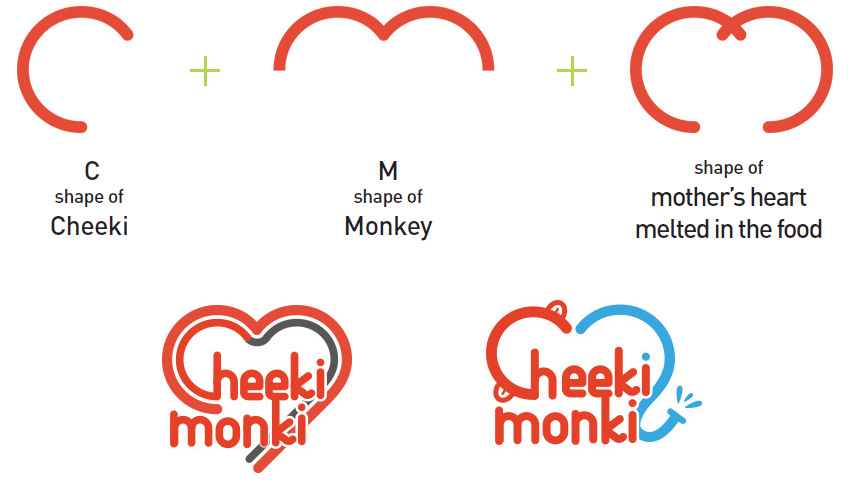 C
shape of
Cheeki
M
shape of
Monkey
shape of
mother's heart
melted in the food
Cheeki
monki
Cheeki
monki